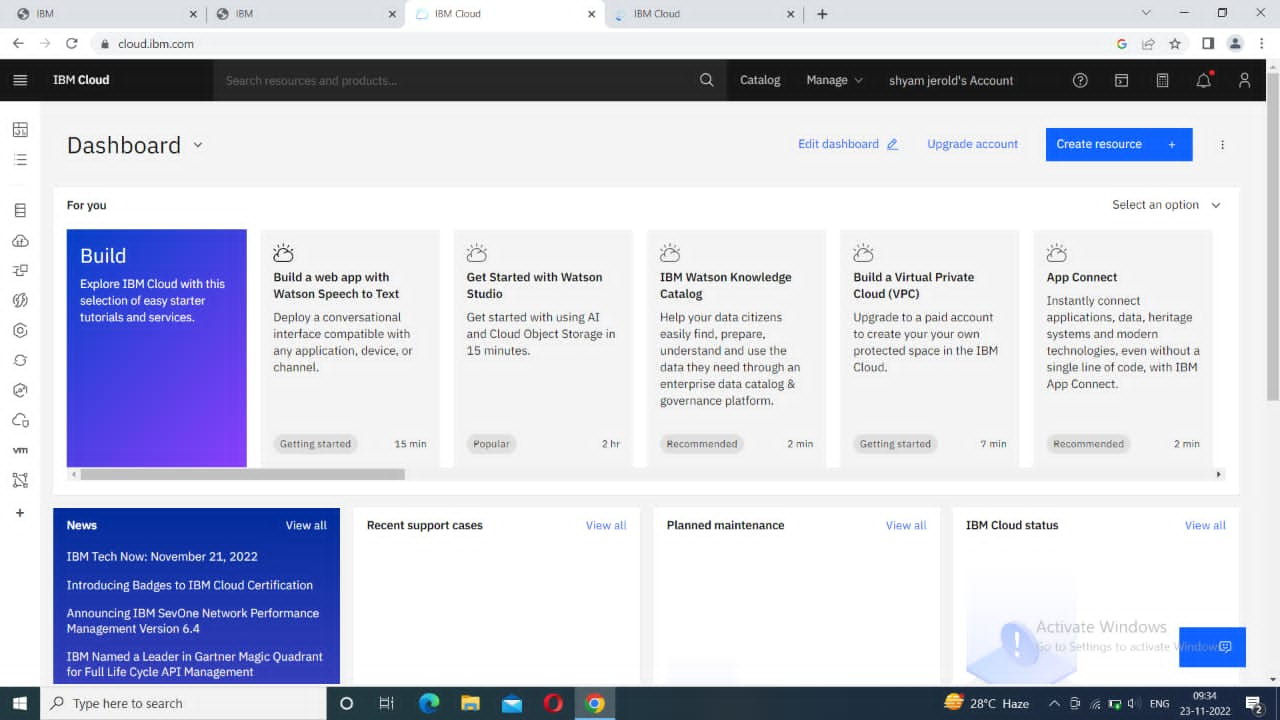 IBM
IBM
IBM Cloud
IBM Cloud
cloud.ibm.com
IBM Cloud
Search resources and products...
Catalog
Manage
shyam jerold's Account
Dashboard
Edit dashboard
Upgrade account
Create resource +
For you
Select an option
Build
Explore IBM Cloud with this
selection of easy starter
tutorials and services.
Build a web app with
Watson Speech to Text
Deploy a conversational
interface compatible with
any application, device, or
channel.
Getting started 15 min
Get Started with Watson
Studio
Get started with using AI
and Cloud Object Storage in
15 minutes.
Popular 2 hr
IBM Watson Knowledge
Catalog
Help your data citizens
easily find, prepare,
understand and use the
data they need through an
enterprise data catalog &
governance platform.
Recommended 2 min
Build a Virtual Private
Cloud (VPC)
Upgrade to a paid account
to create your your own
protected space in the IBM
Cloud.
Getting started 7 min
App Connect
Instantly connect
applications, data, heritage
systems and modern
technologies, even without a
single line of code, with IBM
App Connect.
Recommended 2 min
vm
News View all
IBM Tech Now: November 21, 2022
Introducing Badges to IBM Cloud Certification
Announcing IBM SevOne Network Performance
Management Version 6.4
IBM Named a Leader in Gartner Magic Quadrant
for Full Life Cycle API Management
Recent support cases View all
Planned maintenance View all
IBM Cloud status View all
Activate Windows
Go to Settings to activate Windows.
Type here to search
28°C Haze
ENG
09:34
23-11-2022
2